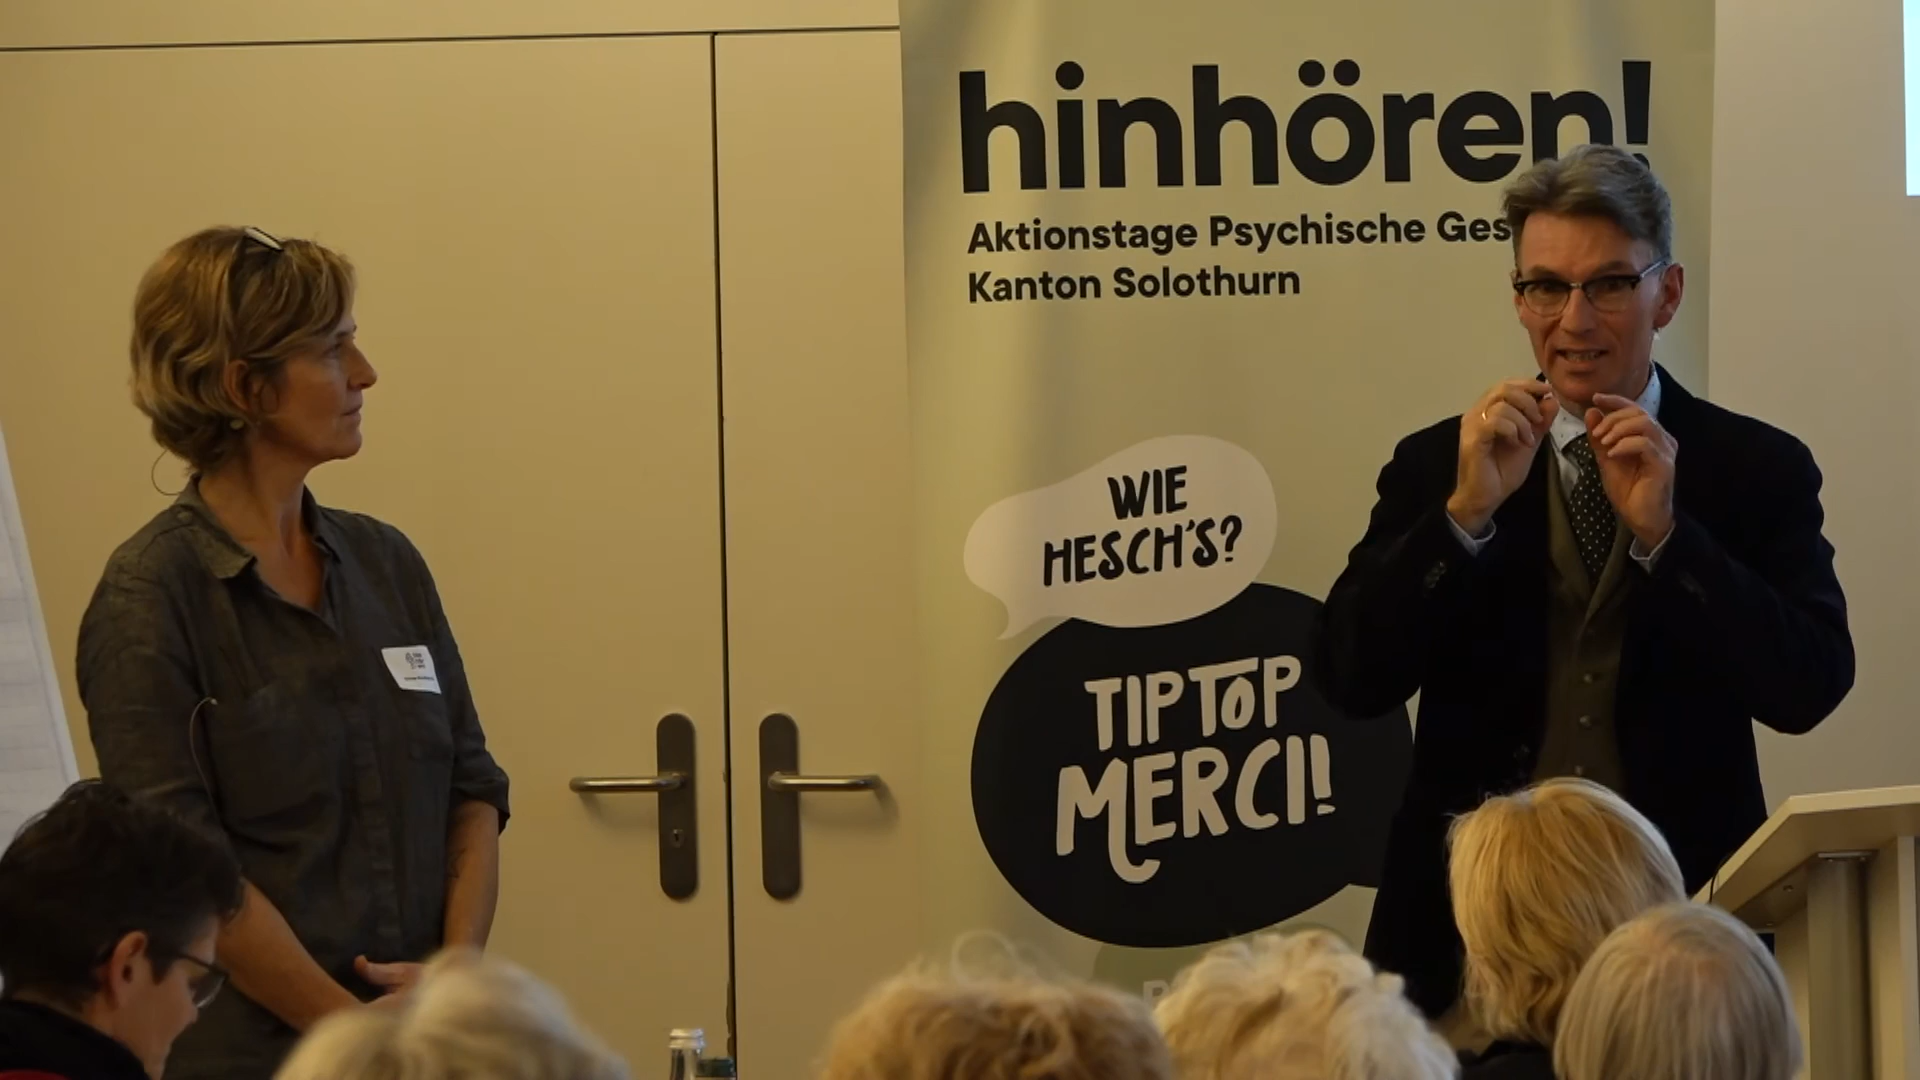 hinhören!
Aktionstage Psychische Ges
Kanton Solothurn
WIE
HESCH'S?
TIPTOP
MERCI!